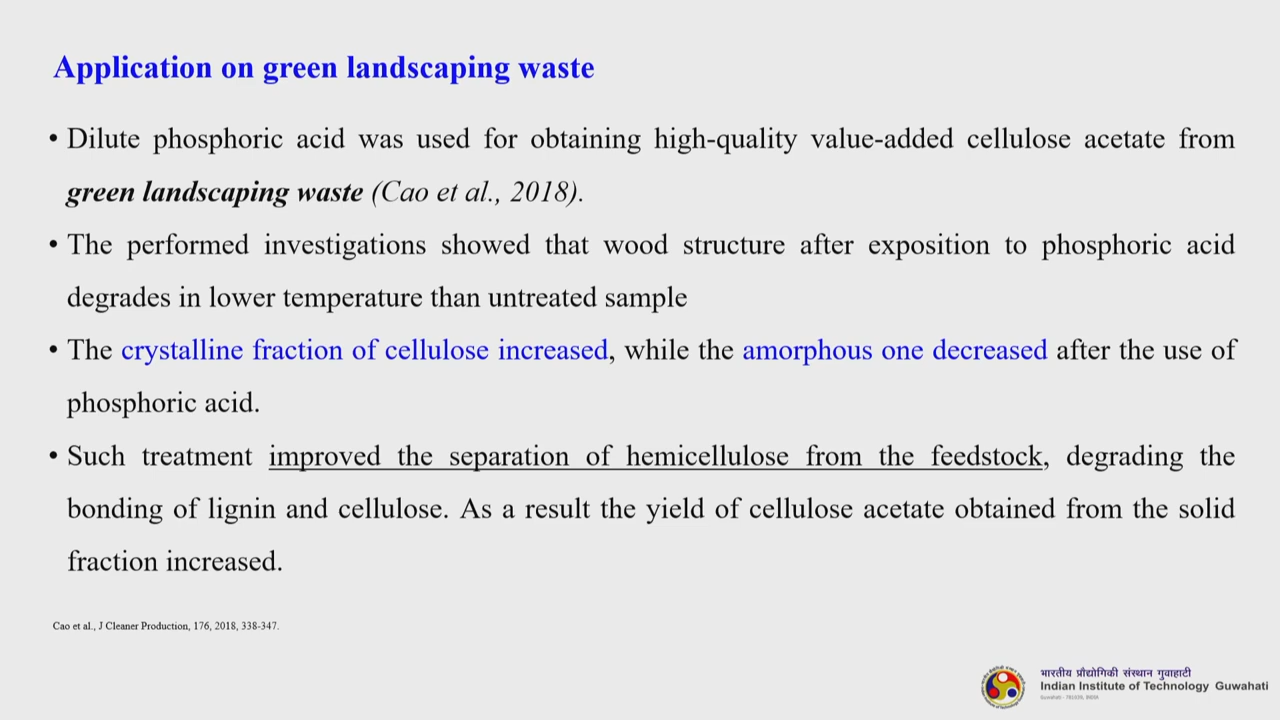 Application on green landscaping waste
• Dilute phosphoric acid was used for obtaining high-quality value-added cellulose acetate from
green landscaping waste (Cao et al., 2018).
• The performed investigations showed that wood structure after exposition to phosphoric acid
degrades in lower temperature than untreated sample
• The crystalline fraction of cellulose increased, while the amorphous one decreased after the use of
phosphoric acid.
• Such treatment improved the separation of hemicellulose from the feedstock, degrading the
bonding of lignin and cellulose. As a result the yield of cellulose acetate obtained from the solid
fraction increased.
Cao et al., J Cleaner Production, 176, 2018, 338-347.
भारतीय प्रौद्योगिकी संस्थान गुवाहाटी
Indian Institute of Technology Guwahati